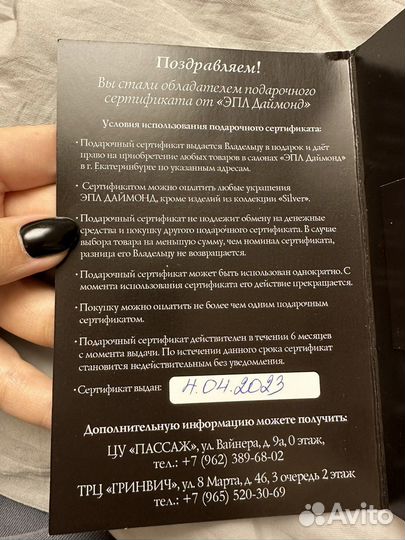 Поздравляем!
Вы стали обладателем подарочного
сертификата от «ЭПЛ Даймонд»
Условия использования подарочного сертификата:
· Подарочный сертификат выдается Владельцу в подарок и даёт
право на приобретение любых товаров в салонах «ЭПЛ Даймонд»
в г. Екатеринбурге по указанным адресам.
· Сертификатом можно оплатить любые украшения
ЭПЛ ДАЙМОНД, кроме изделий из коллекции «Silver».
· Подарочный сертификат не подлежит обмену на денежные
средства и покупку другого подарочного сертификата. В случае
выбора товара на меньшую сумму, чем номинал сертификата,
разница его Владельцу не возвращается.
· Подарочный сертификат может быть использован однократно. С
момента использования сертификата его действие прекращается.
· Покупку можно оплатить не более чем одним подарочным
сертификатом.
· Подарочный сертификат действителен в течении 6 месяцев
с момента выдачи. По истечении данного срока сертификат
становится недействительным без уведомления.
· Сертификат выдан: 11.04.2023
Дополнительную информацию можете получить:
ЦУ «ПАССАЖ», ул. Вайнера, д. 9а, 0 этаж,
тел.: +7 (962) 389-68-02
ТРЦ «ГРИНВИЧ», ул. 8 Марта, д. 46, 3 очередь 2 этаж
тел.: +7 (965) 520-30-69
Avito